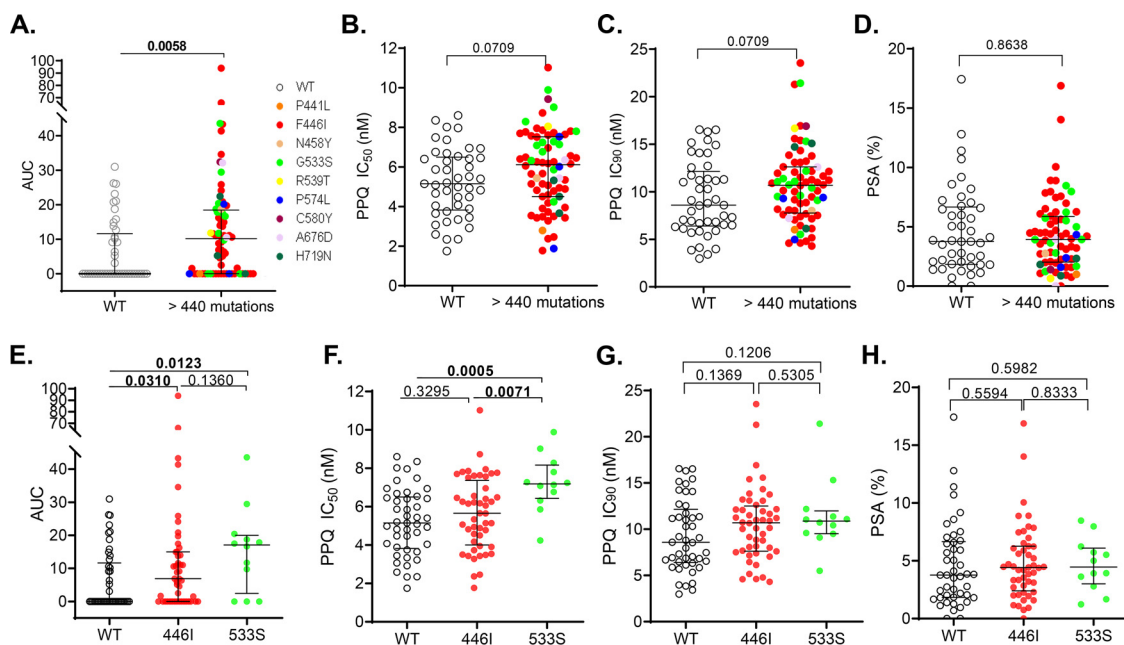 A.
0.0058
AUC
100
90
80
70
40
30
20
10
0
WT
> 440 mutations
WT
P441L
F446I
N458Y
G533S
R539T
P574L
C580Y
A676D
H719N
B.
0.0709
PPQ IC50 (nM)
12
10
8
6
4
2
0
WT
> 440 mutations
C.
0.0709
PPQ IC90 (nM)
25
20
15
10
5
0
WT
> 440 mutations
D.
0.8638
PSA (%)
20
15
10
5
0
WT
> 440 mutations
E.
0.0123
0.0310
0.1360
AUC
100
90
80
70
40
30
20
10
0
WT
446I
533S
F.
0.0005
0.3295
0.0071
PPQ IC50 (nM)
12
10
8
6
4
2
0
WT
446I
533S
G.
0.1206
0.1369
0.5305
PPQ IC90 (nM)
25
20
15
10
5
0
WT
446I
533S
H.
0.5982
0.5594
0.8333
PSA (%)
20
15
10
5
0
WT
446I
533S